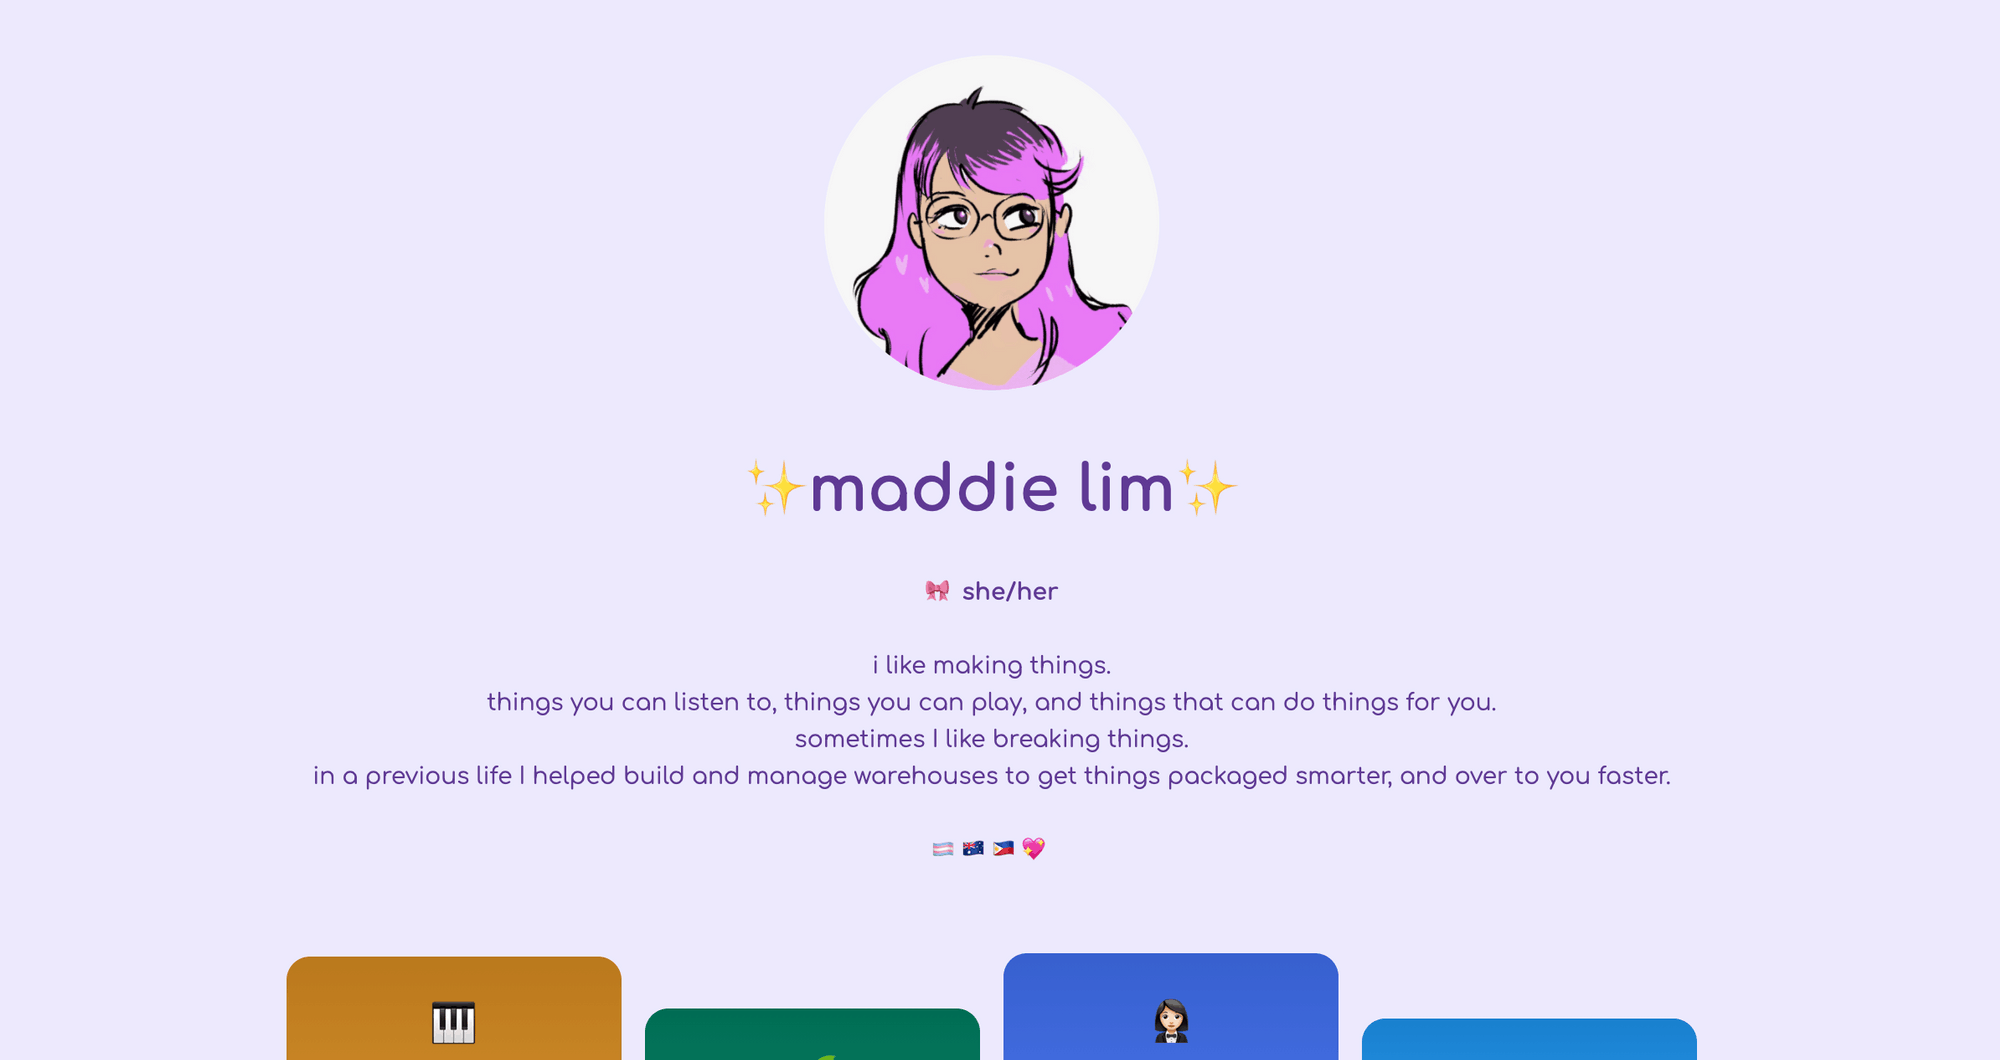 ✨maddie lim✨
🎀 she/her
i like making things.
things you can listen to, things you can play, and things that can do things for you.
sometimes I like breaking things.
in a previous life I helped build and manage warehouses to get things packaged smarter, and over to you faster.